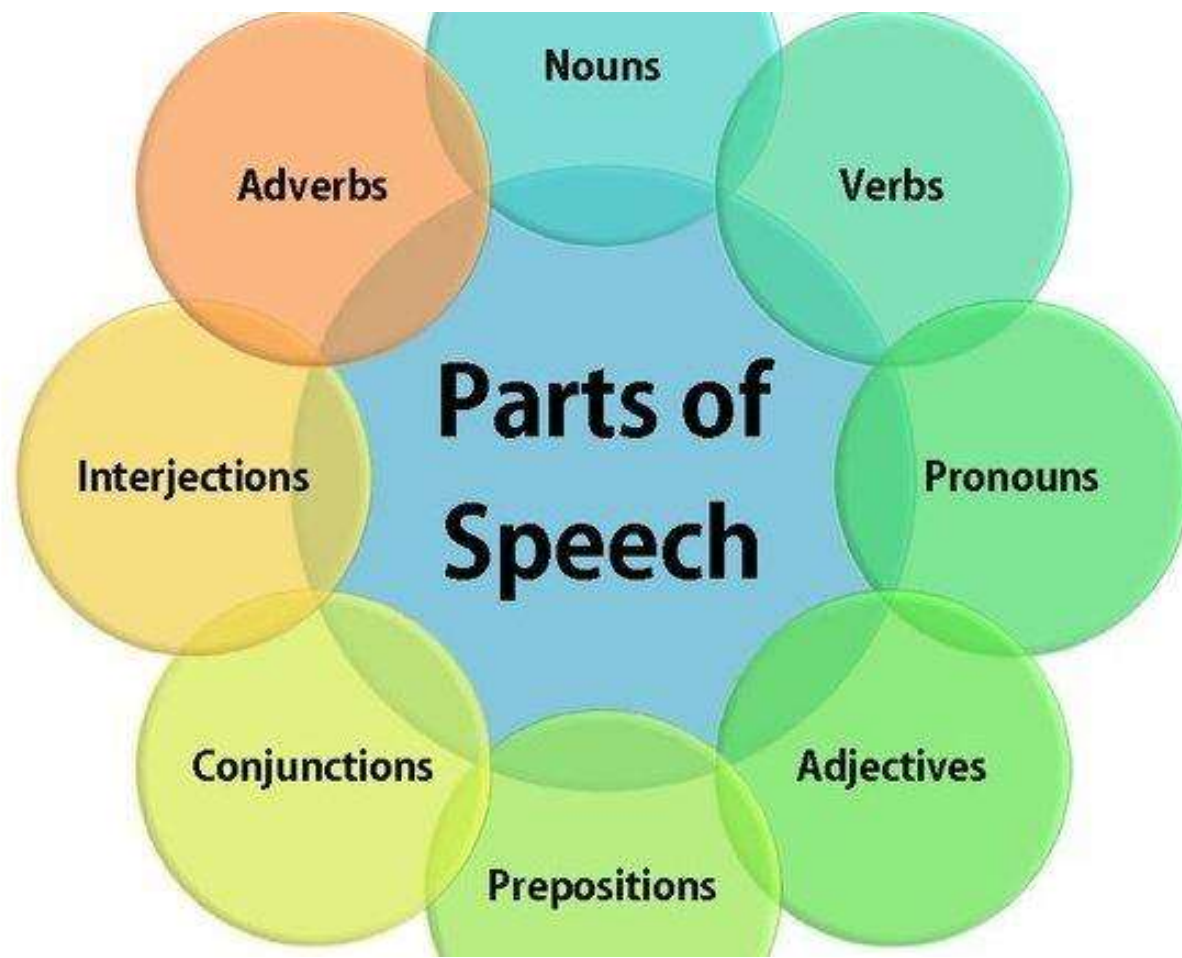 Nouns
Adverbs
Verbs
Parts of
Speech
Interjections
Pronouns
Conjunctions
Adjectives
Prepositions